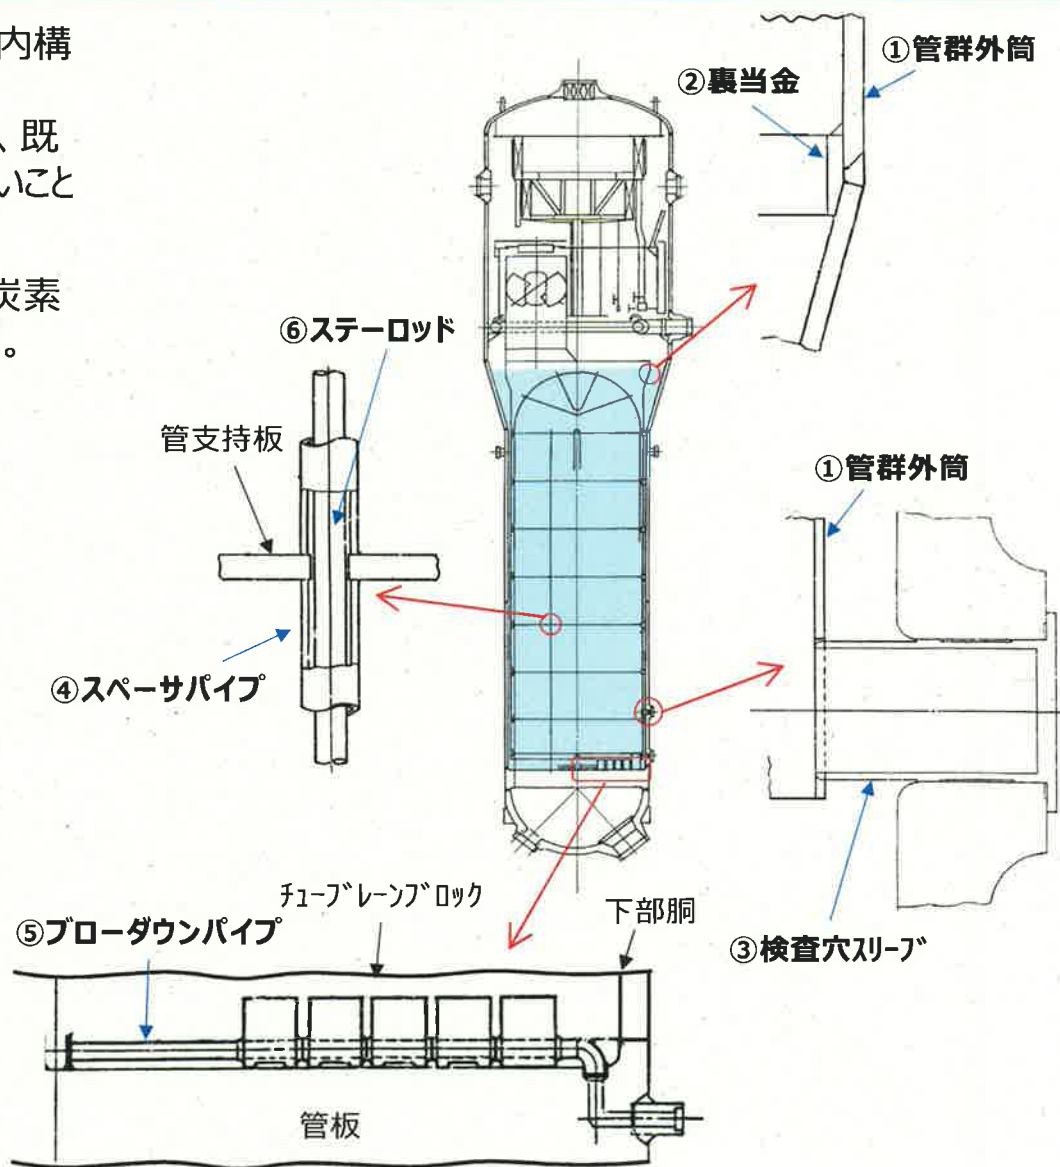 内構
、既
いこと
炭素
。
①管群外筒
②裏当金
⑥ステーロッド
管支持板
①管群外筒
④スペーサパイプ
チューブレーンブロック
下部胴
⑤ブローダウンパイプ
③検査穴スリーブ
管板